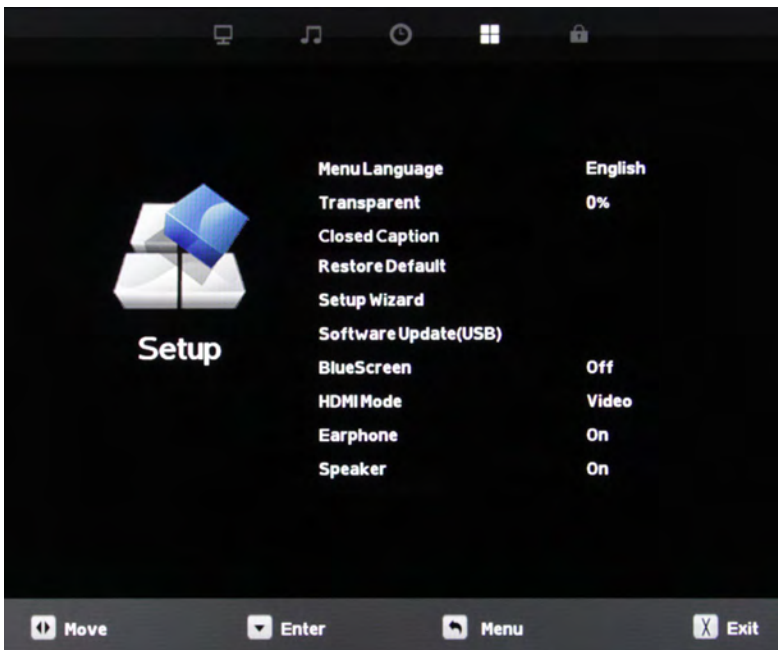 Menu Language English
Transparent 0%
Closed Caption
Restore Default
Setup Wizard
Software Update(USB)
Setup
BlueScreen Off
HDMI Mode Video
Earphone On
Speaker On
Move Enter Menu X Exit